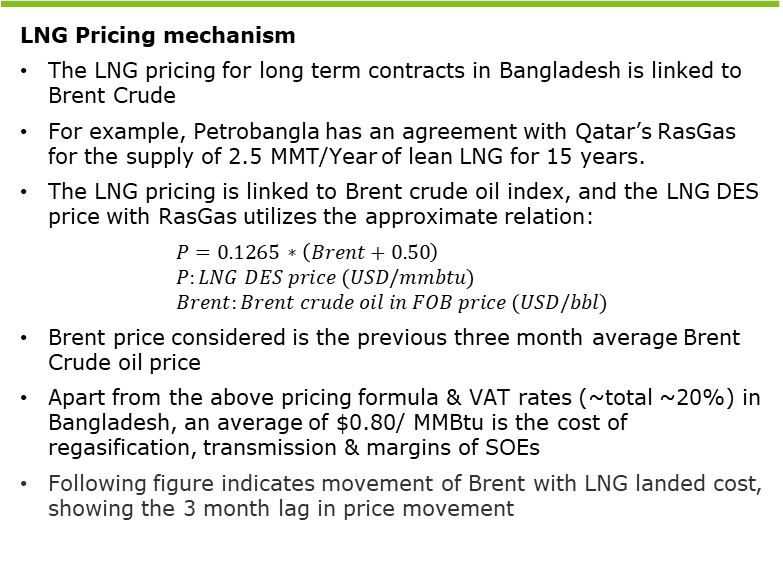 LNG Pricing mechanism
• The LNG pricing for long term contracts in Bangladesh is linked to
Brent Crude
• For example, Petrobangla has an agreement with Qatar’s RasGas
for the supply of 2.5 MMT/Year of lean LNG for 15 years.
• The LNG pricing is linked to Brent crude oil index, and the LNG DES
price with RasGas utilizes the approximate relation:
P = 0.1265 ∗ (Brent + 0.50)
P: LNG DES price (USD/mmbtu)
Brent: Brent crude oil in FOB price (USD/bbl)
• Brent price considered is the previous three month average Brent
Crude oil price
• Apart from the above pricing formula & VAT rates (~total ~20%) in
Bangladesh, an average of $0.80/ MMBtu is the cost of
regasification, transmission & margins of SOEs
• Following figure indicates movement of Brent with LNG landed cost,
showing the 3 month lag in price movement